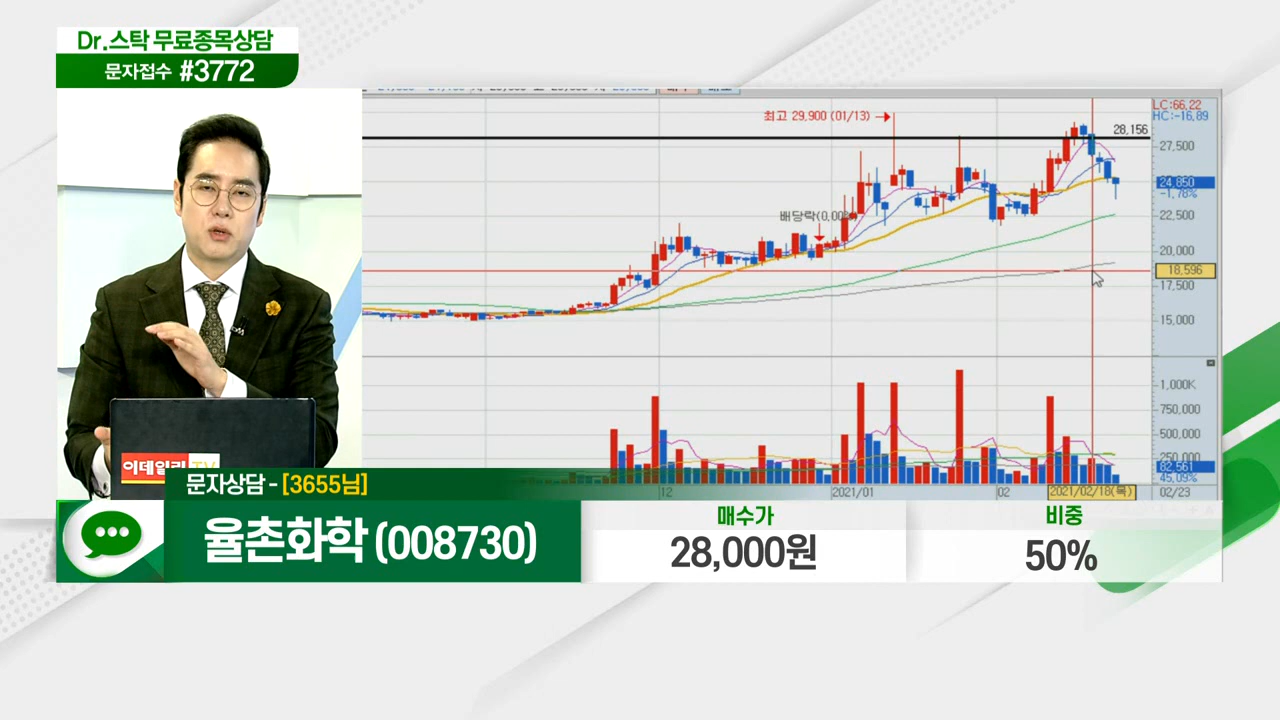 Dr.스탁 무료종목상담
문자접수 #3772
최고 29,900 (01/13)
LC:66.22
HC:-16.89
28,156
27,500
24,850
-1.78%
배당락
22,500
20,000
18,596
17,500
15,000
1,000K
750,000
500,000
250,000
82,561
45.09%
12
2021/01
02
2021/02/18(목)
02/23
이데일리 TV
문자상담 - [3655님]
율촌화학 (008730)
매수가
28,000원
비중
50%